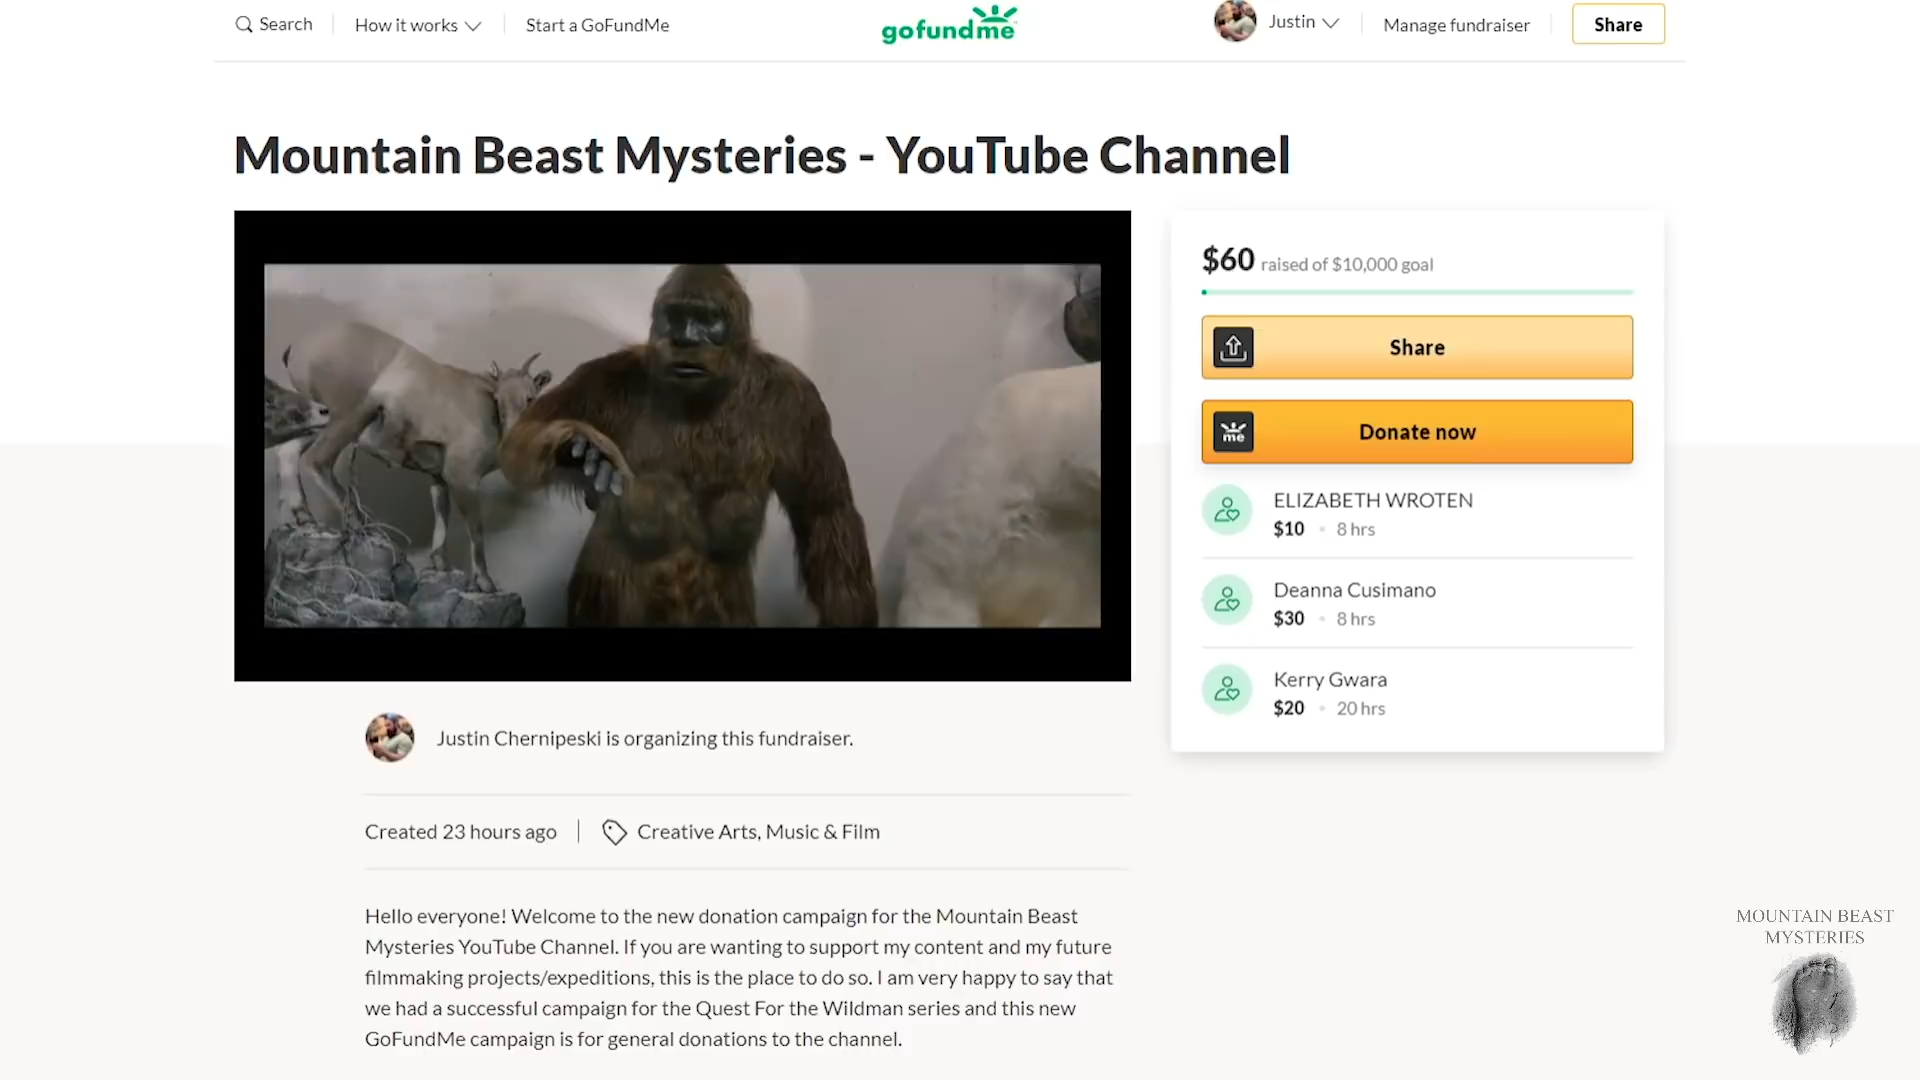 Search
How it works
Start a GoFundMe
gofundme
Justin
Manage fundraiser
Share
Mountain Beast Mysteries - YouTube Channel
$60 raised of $10,000 goal
Share
me
Donate now
ELIZABETH WROTEN
$10 • 8 hrs
Deanna Cusimano
$30 • 8 hrs
Kerry Gwara
$20 • 20 hrs
Justin Chernipeski is organizing this fundraiser.
Created 23 hours ago
Creative Arts, Music & Film
Hello everyone! Welcome to the new donation campaign for the Mountain Beast
Mysteries YouTube Channel. If you are wanting to support my content and my future
filmmaking projects/expeditions, this is the place to do so. I am very happy to say that
we had a successful campaign for the Quest For the Wildman series and this new
GoFundMe campaign is for general donations to the channel.
MOUNTAIN BEAST
MYSTERIES